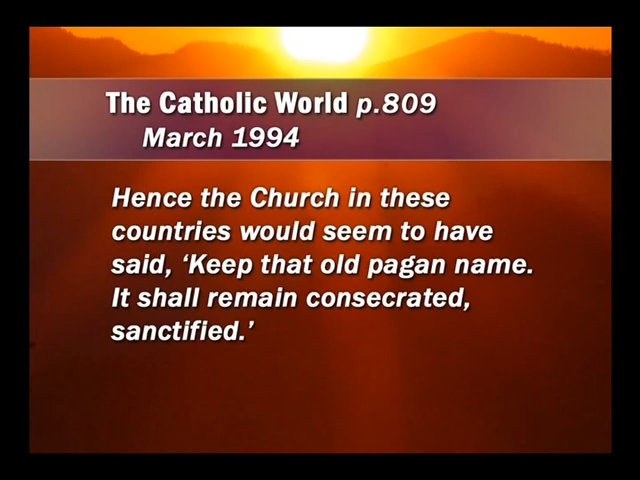 The Catholic World p.809
March 1994
Hence the Church in these
countries would seem to have
said, ‘Keep that old pagan name.
It shall remain consecrated,
sanctified.’